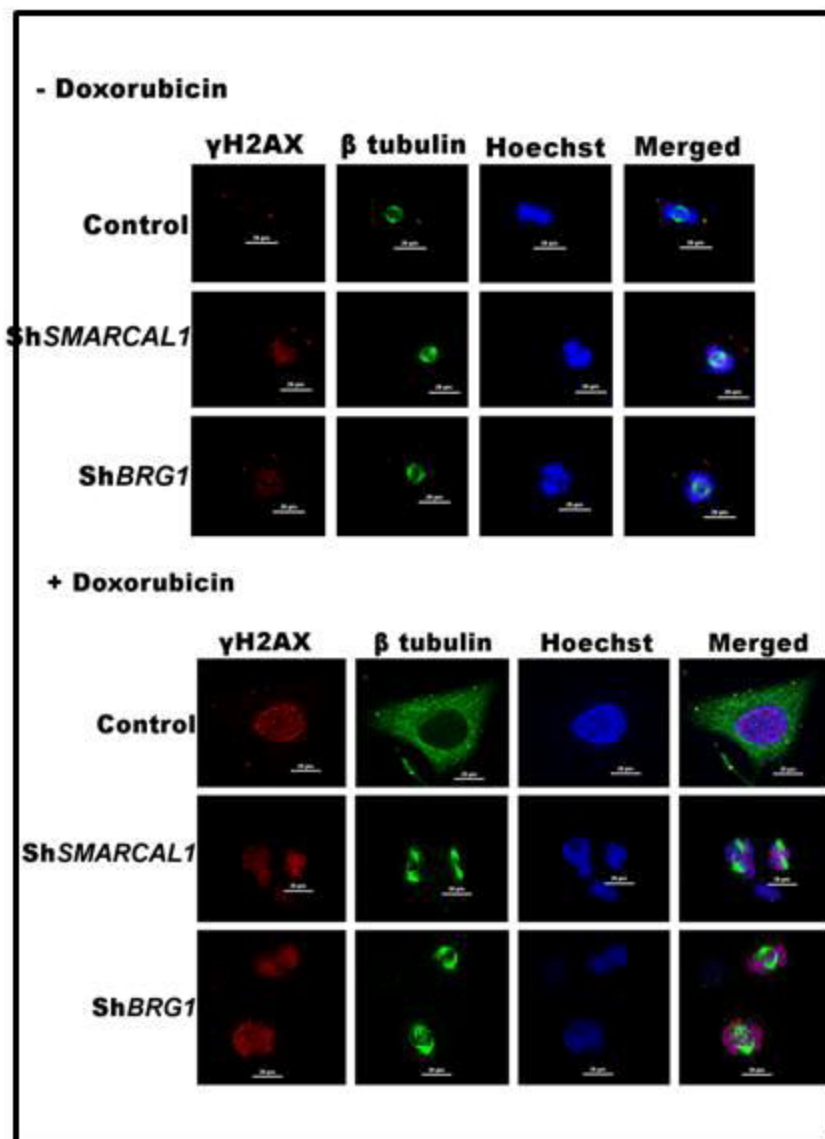 - Doxorubicin
γH2AX β tubulin Hoechst Merged
Control
ShSMARCAL1
ShBRG1
+ Doxorubicin
γH2AX β tubulin Hoechst Merged
Control
ShSMARCAL1
ShBRG1